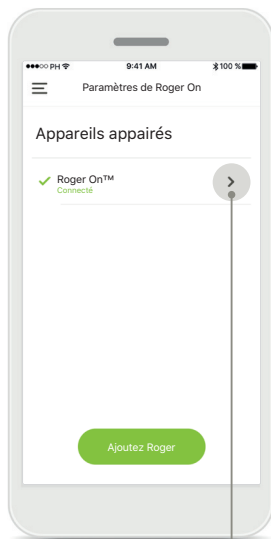 ●●●○○ PH 9:41 AM 100 %
Paramètres de Roger On
Appareils appairés
Roger On™
Connecté
Ajoutez Roger